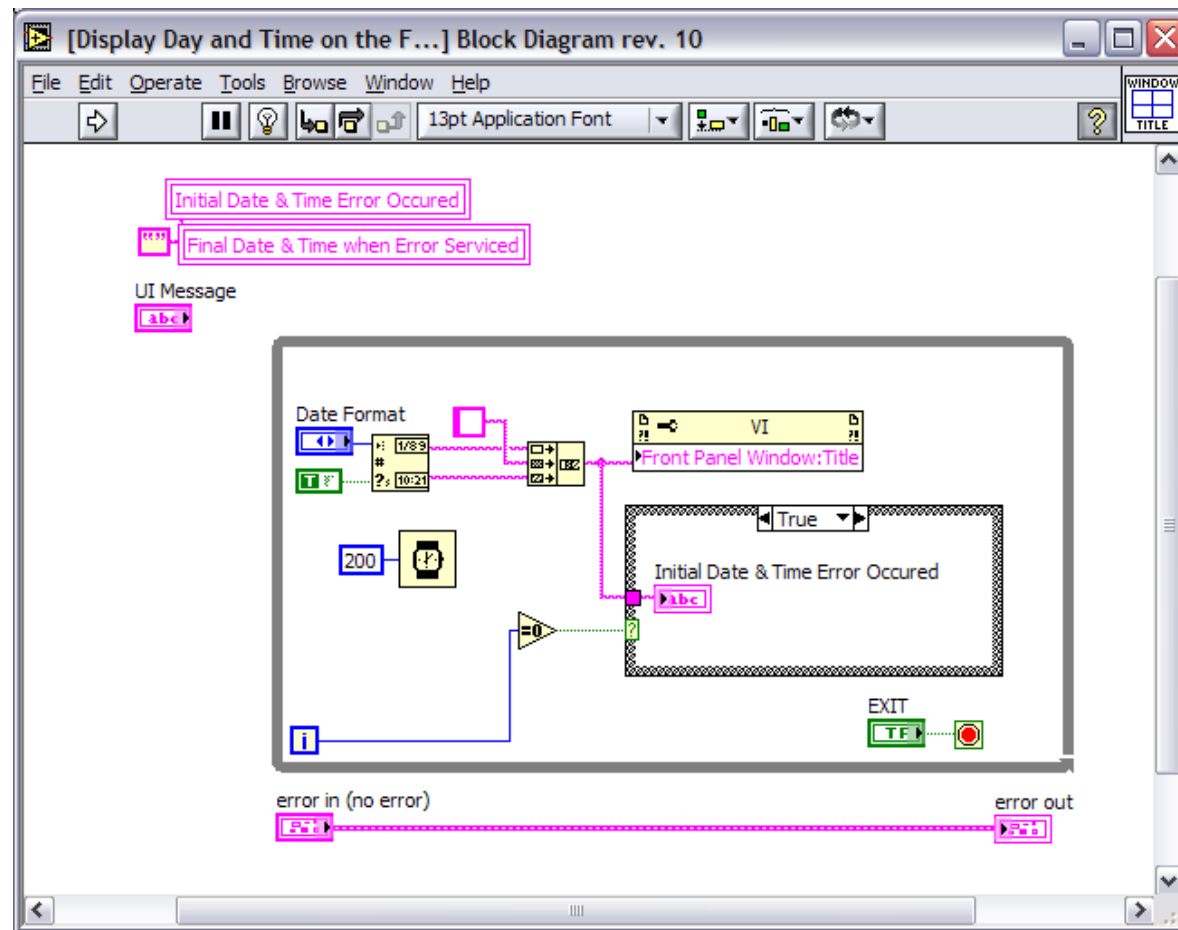 [Display Day and Time on the F...] Block Diagram rev. 10
File Edit Operate Tools Browse Window Help
13pt Application Font
WINDOW
TITLE
Initial Date & Time Error Occured
Final Date & Time when Error Serviced
UI Message
abc
Date Format
1/89
#
?
10:21
T
VI
Front Panel Window:Title
True
200
Initial Date & Time Error Occured
abc
=0
?
EXIT
TF
i
error in (no error)
error out